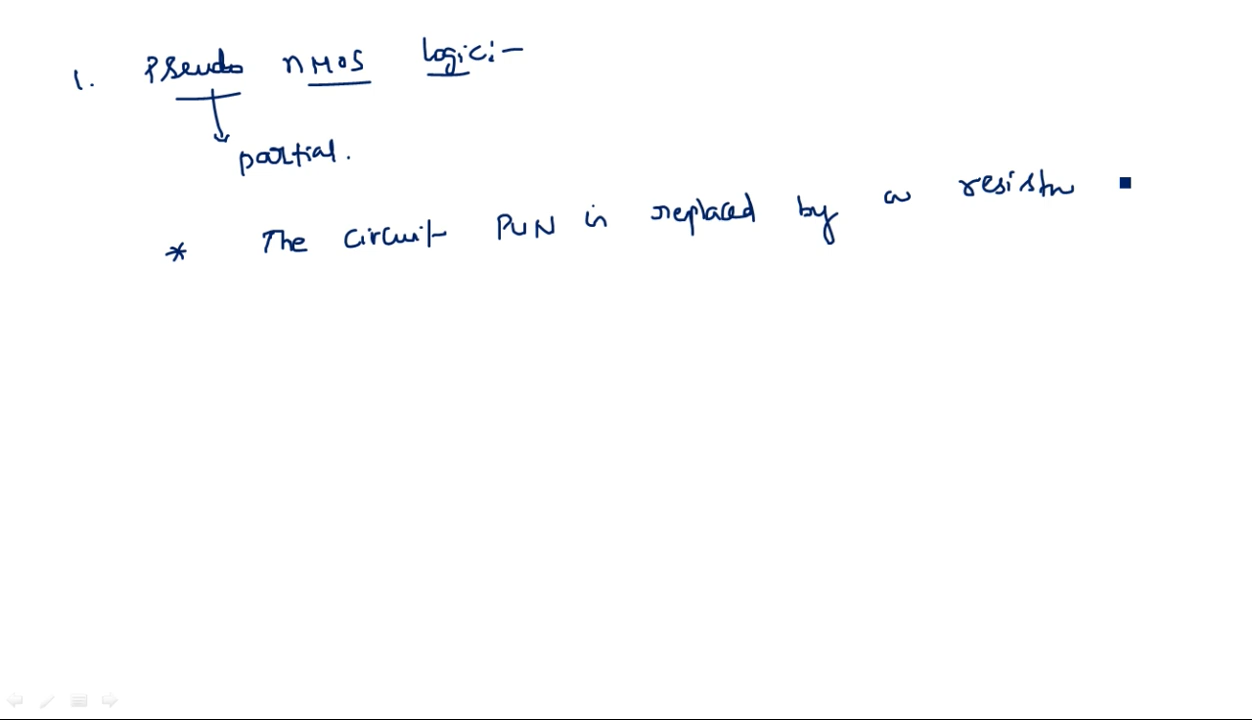 1. Pseudo nMOS logic:-
partial.
* The circuit PUN is replaced by a resistor